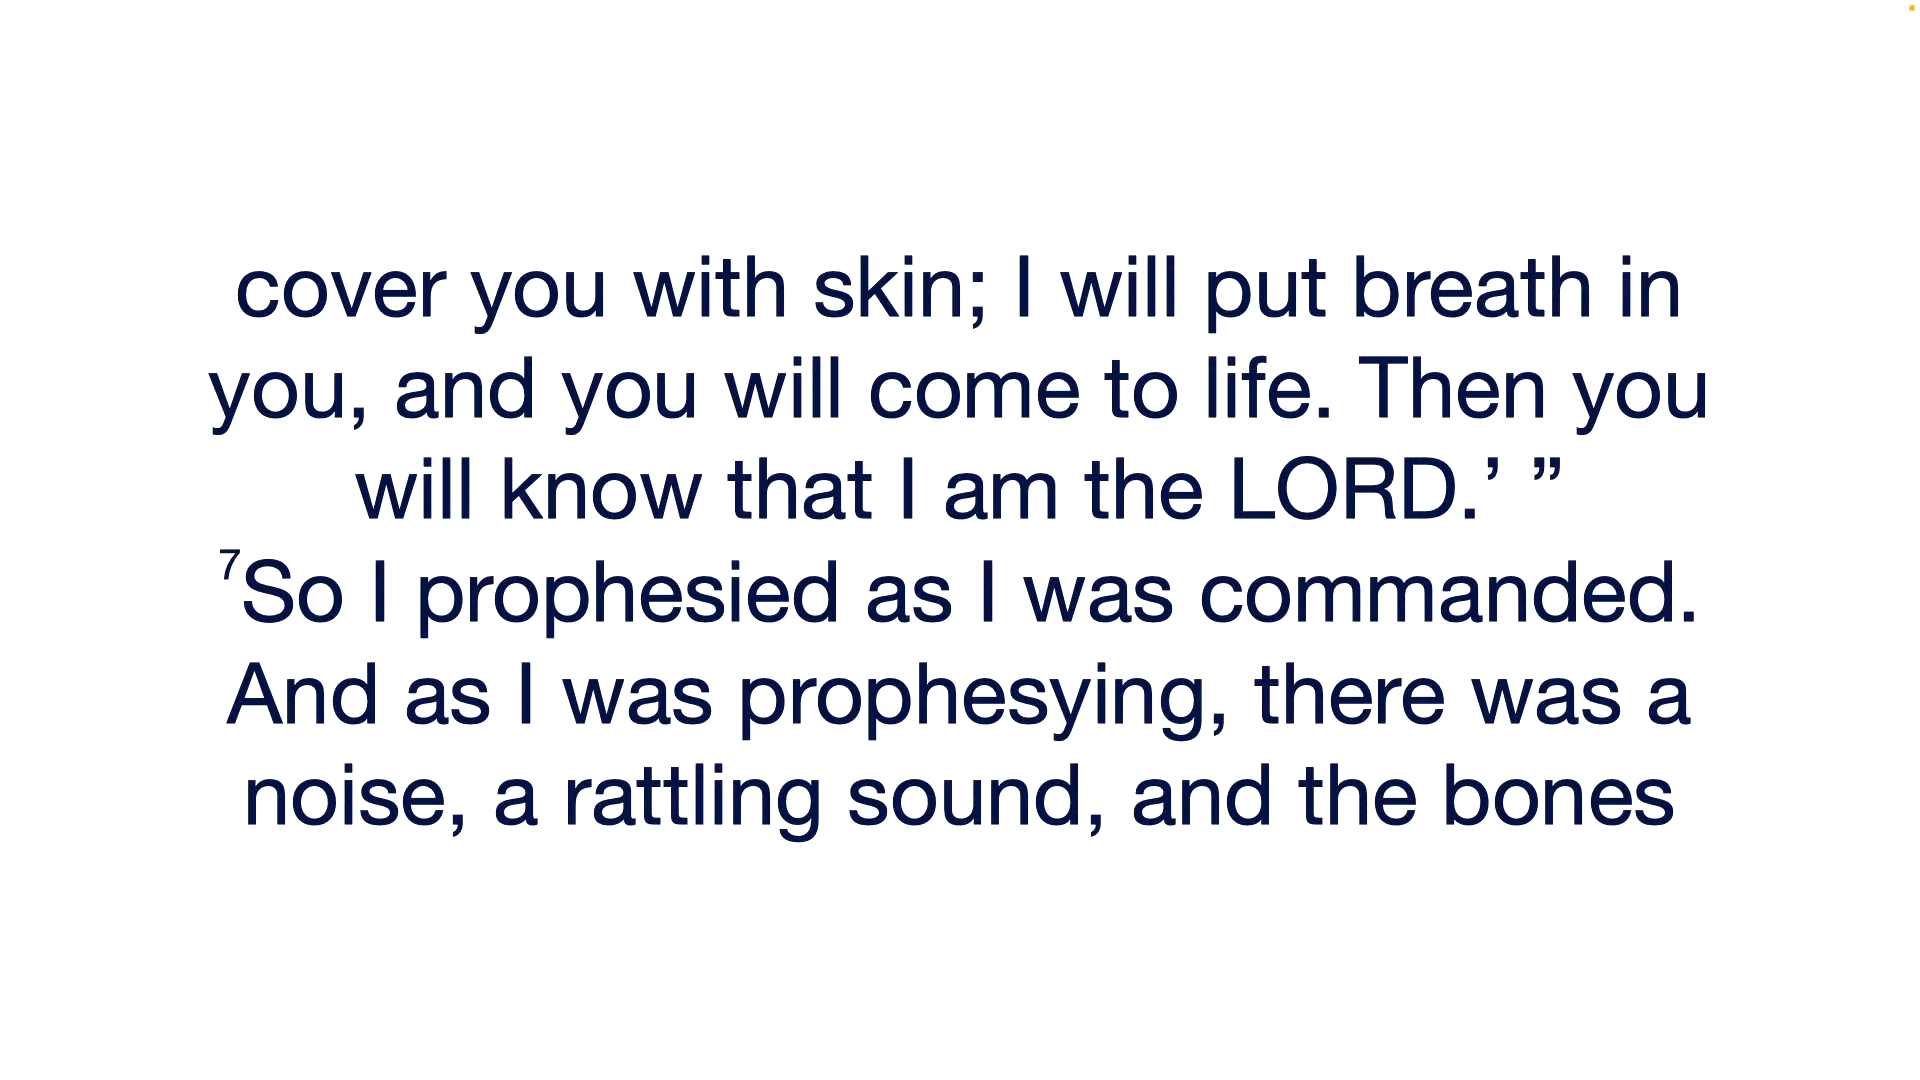 cover you with skin; I will put breath in
you, and you will come to life. Then you
will know that I am the LORD.’ ”
⁷So I prophesied as I was commanded.
And as I was prophesying, there was a
noise, a rattling sound, and the bones